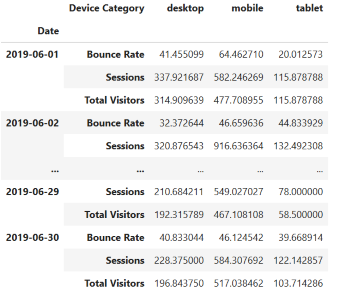 Device Category desktop mobile tablet
Date
2019-06-01 Bounce Rate 41.455099 64.462710 20.012573
Sessions 337.921687 582.246269 115.878788
Total Visitors 314.909639 477.708955 115.878788
2019-06-02 Bounce Rate 32.372644 46.659636 44.833929
Sessions 320.876543 916.636364 132.492308
... ... ... ... ...
2019-06-29 Sessions 210.684211 549.027027 78.000000
Total Visitors 192.315789 467.108108 58.500000
2019-06-30 Bounce Rate 40.833044 46.124542 39.668914
Sessions 228.375000 584.307692 122.142857
Total Visitors 196.843750 517.038462 103.714286